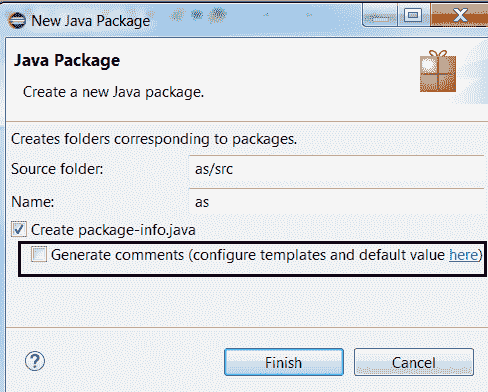 New Java Package
Java Package
Create a new Java package.
Creates folders corresponding to packages.
Source folder: as/src
Name: as
Create package-info.java
Generate comments (configure templates and default value here)
?
Finish Cancel